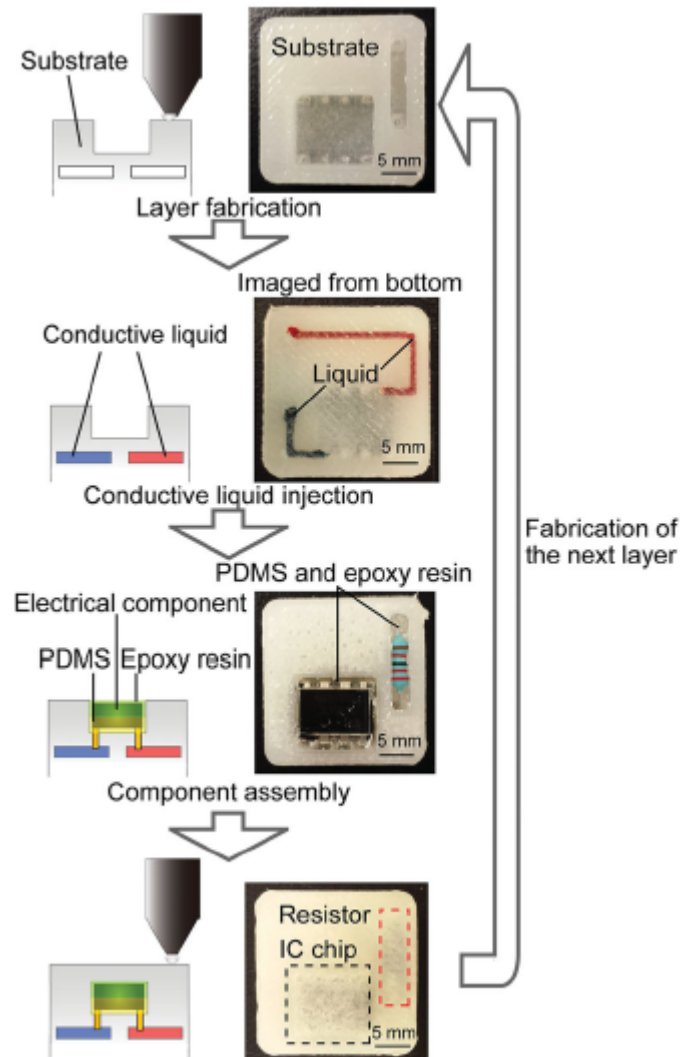 Substrate
Substrate
5 mm
Layer fabrication
Imaged from bottom
Conductive liquid
Liquid
5 mm
Conductive liquid injection
Fabrication of
the next layer
PDMS and epoxy resin
Electrical component
PDMS Epoxy resin
5 mm
Component assembly
Resistor
IC chip
5 mm